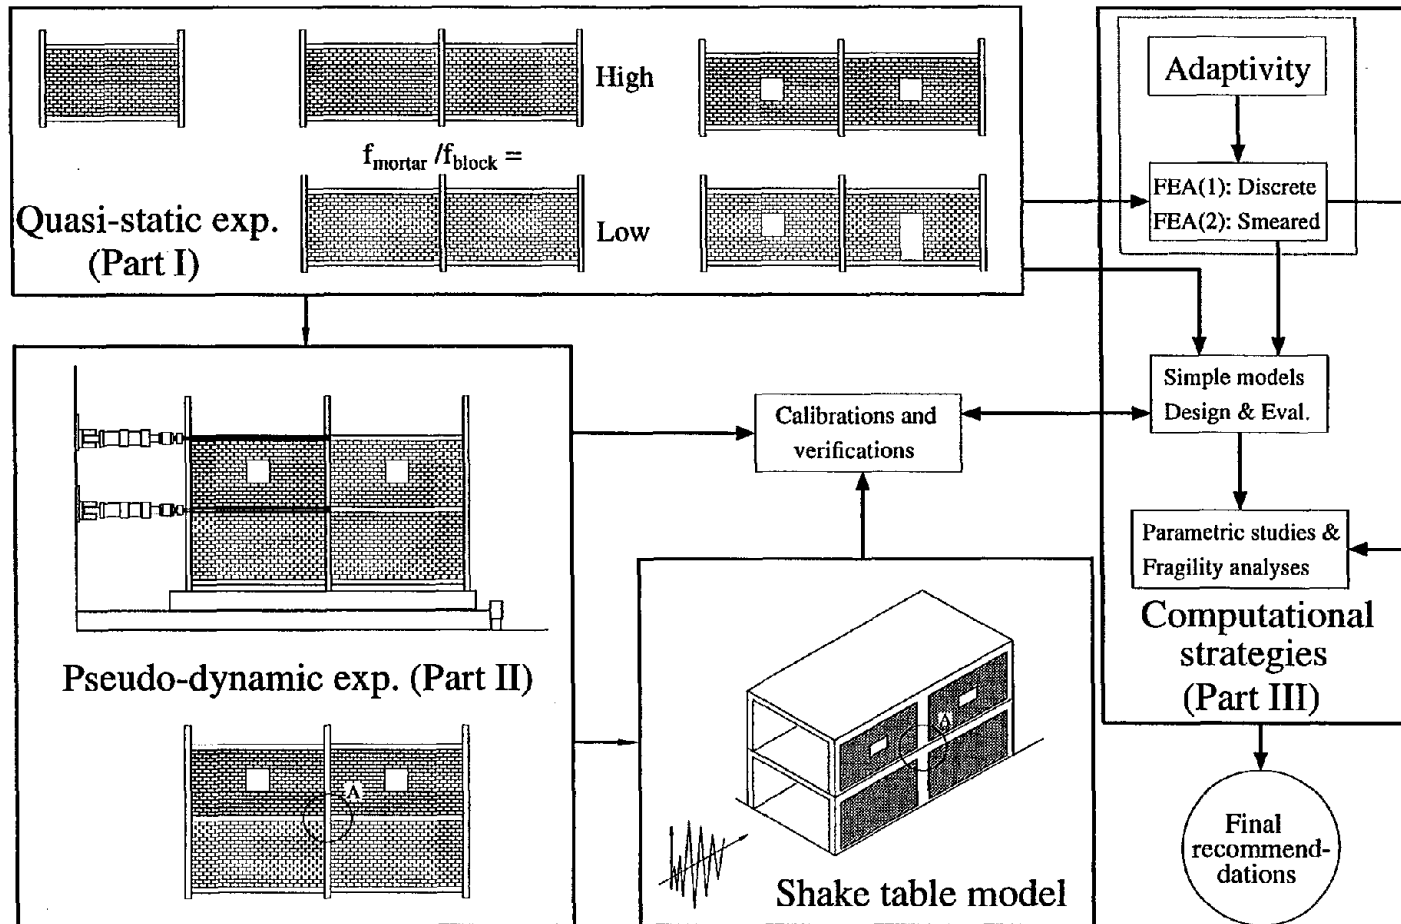 High
f_mortar /f_block =
Low
Quasi-static exp.
(Part I)
Adaptivity
FEA(1): Discrete
FEA(2): Smeared
Simple models
Design & Eval.
Calibrations and
verifications
Parametric studies &
Fragility analyses
Computational
strategies
(Part III)
Pseudo-dynamic exp. (Part II)
A
A
Shake table model
Final
recommend-
dations